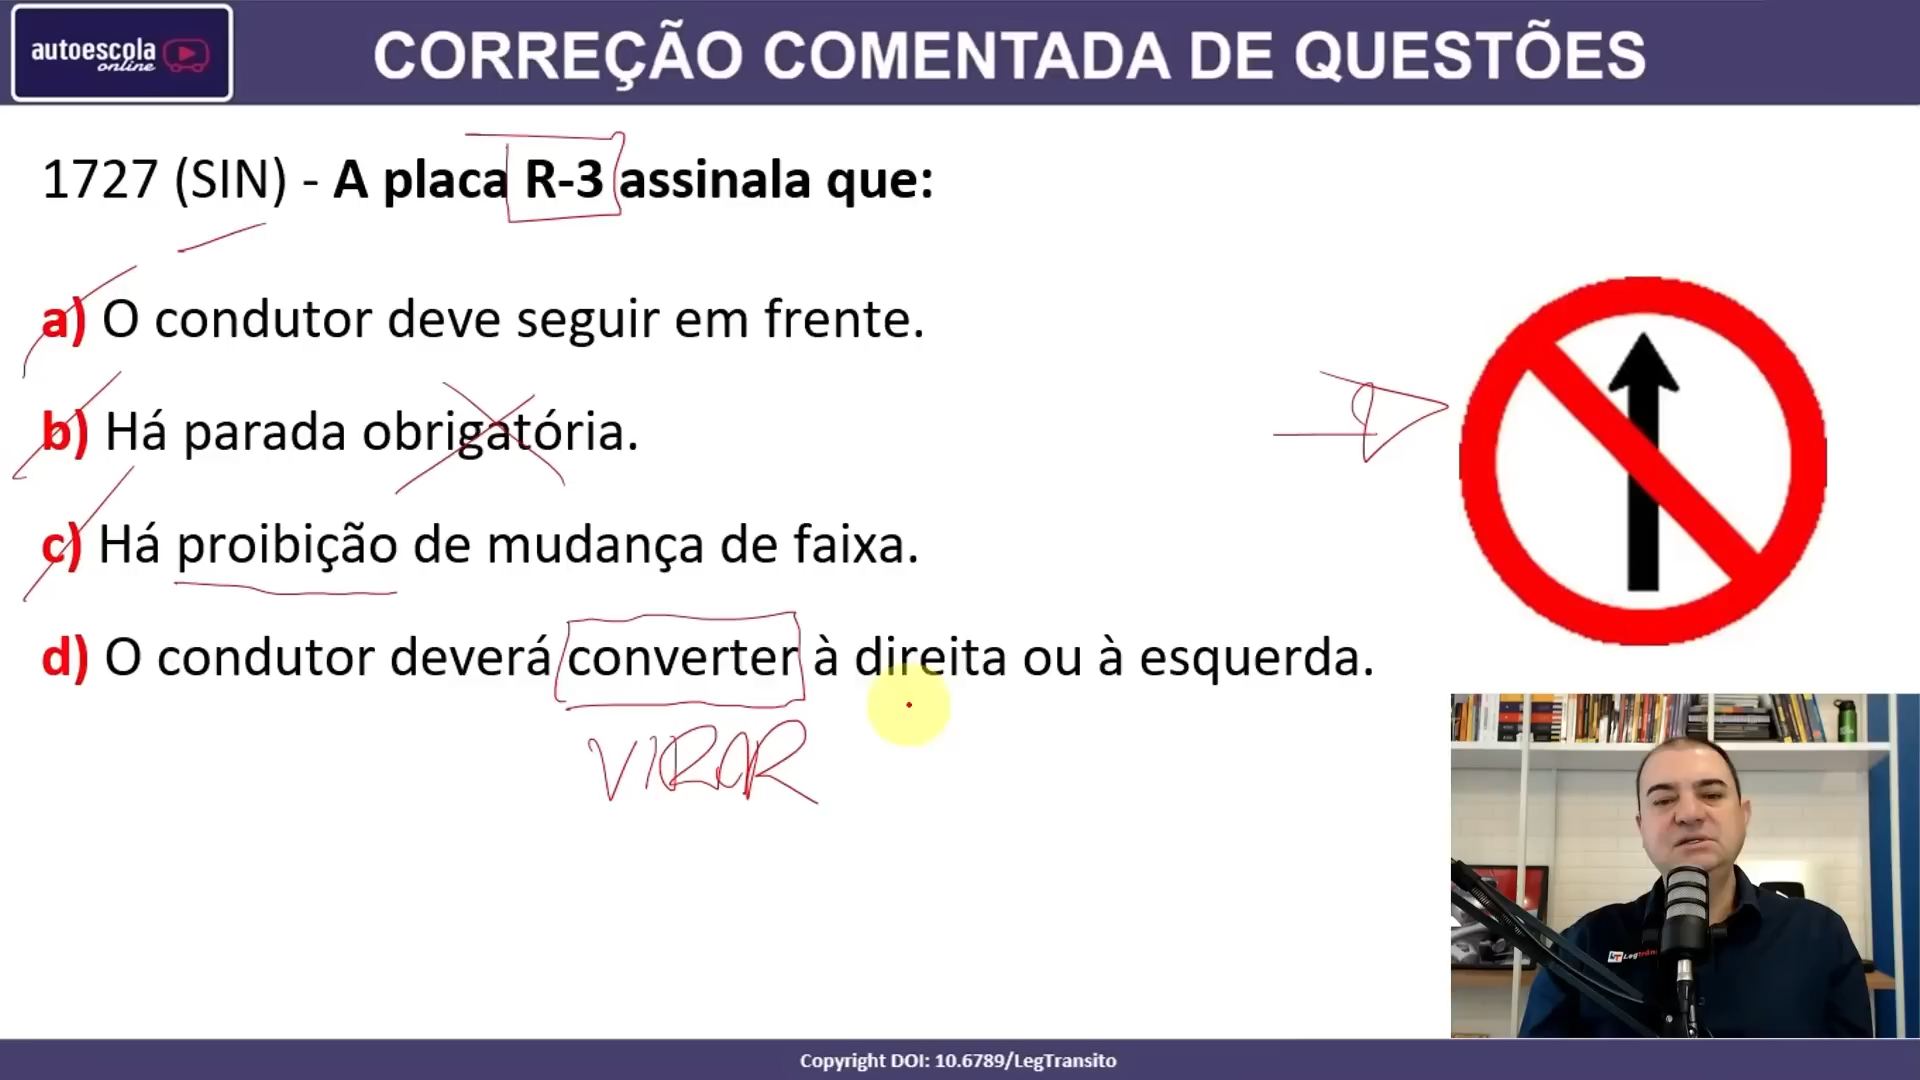 autoescola
online
CORREÇÃO COMENTADA DE QUESTÕES
1727 (SIN) - A placa R-3 assinala que:
a) O condutor deve seguir em frente.
b) Há parada obrigatória.
c) Há proibição de mudança de faixa.
d) O condutor deverá converter à direita ou à esquerda.
VIRAR
Copyright DOI: 10.6789/LegTransito